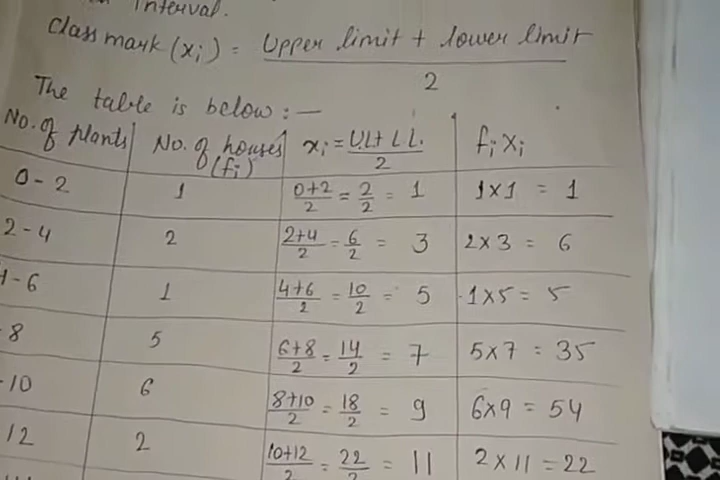 Interval.
Class mark (xi) = Upper limit + lower limit
2
The table is below:—
No. of plants No. of houses (fi) xi = U.L + L L. / 2 fi xi
0-2 1 0+2/2 = 2/2 = 1 1×1 = 1
2-4 2 2+4/2 = 6/2 = 3 2×3 = 6
-6 1 4+6/2 = 10/2 = 5 1×5 = 5
-8 5 6+8/2 = 14/2 = 7 5×7 = 35
-10 6 8+10/2 = 18/2 = 9 6×9 = 54
12 2 10+12/2 = 22/2 = 11 2×11 = 22